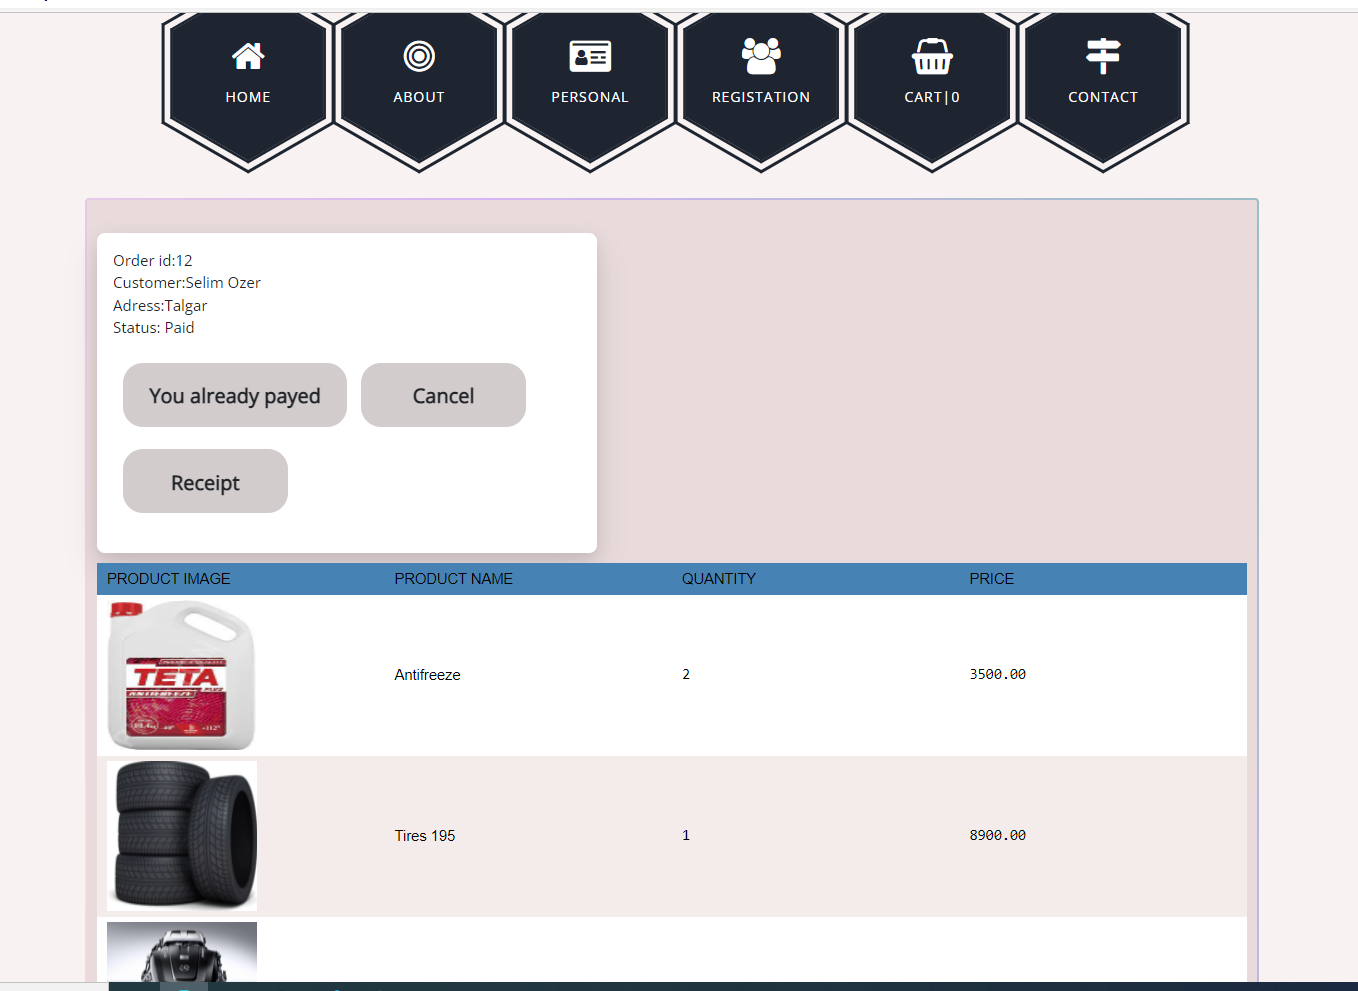 HOME
ABOUT
PERSONAL
REGISTATION
CART|0
CONTACT
Order id:12
Customer:Selim Ozer
Adress:Talgar
Status: Paid
You already payed
Cancel
Receipt
PRODUCT IMAGE PRODUCT NAME QUANTITY PRICE
TETA
Antifreeze 2 3500.00
Tires 195 1 8900.00